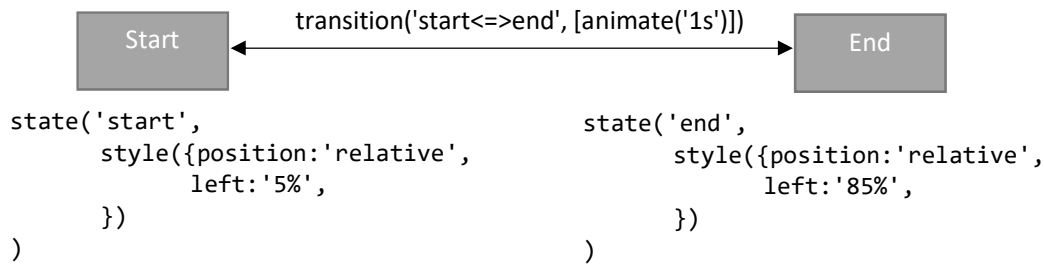 transition('start<=>end', [animate('1s')])
Start
End
state('start',
      style({position:'relative',
            left:'5%',
      })
)
state('end',
      style({position:'relative',
            left:'85%',
      })
)